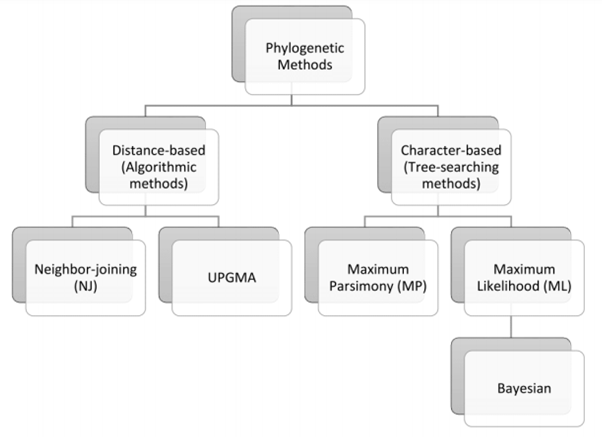 Phylogenetic
Methods
Distance-based
(Algorithmic
methods)
Character-based
(Tree-searching
methods)
Neighbor-joining
(NJ)
UPGMA
Maximum
Parsimony (MP)
Maximum
Likelihood (ML)
Bayesian